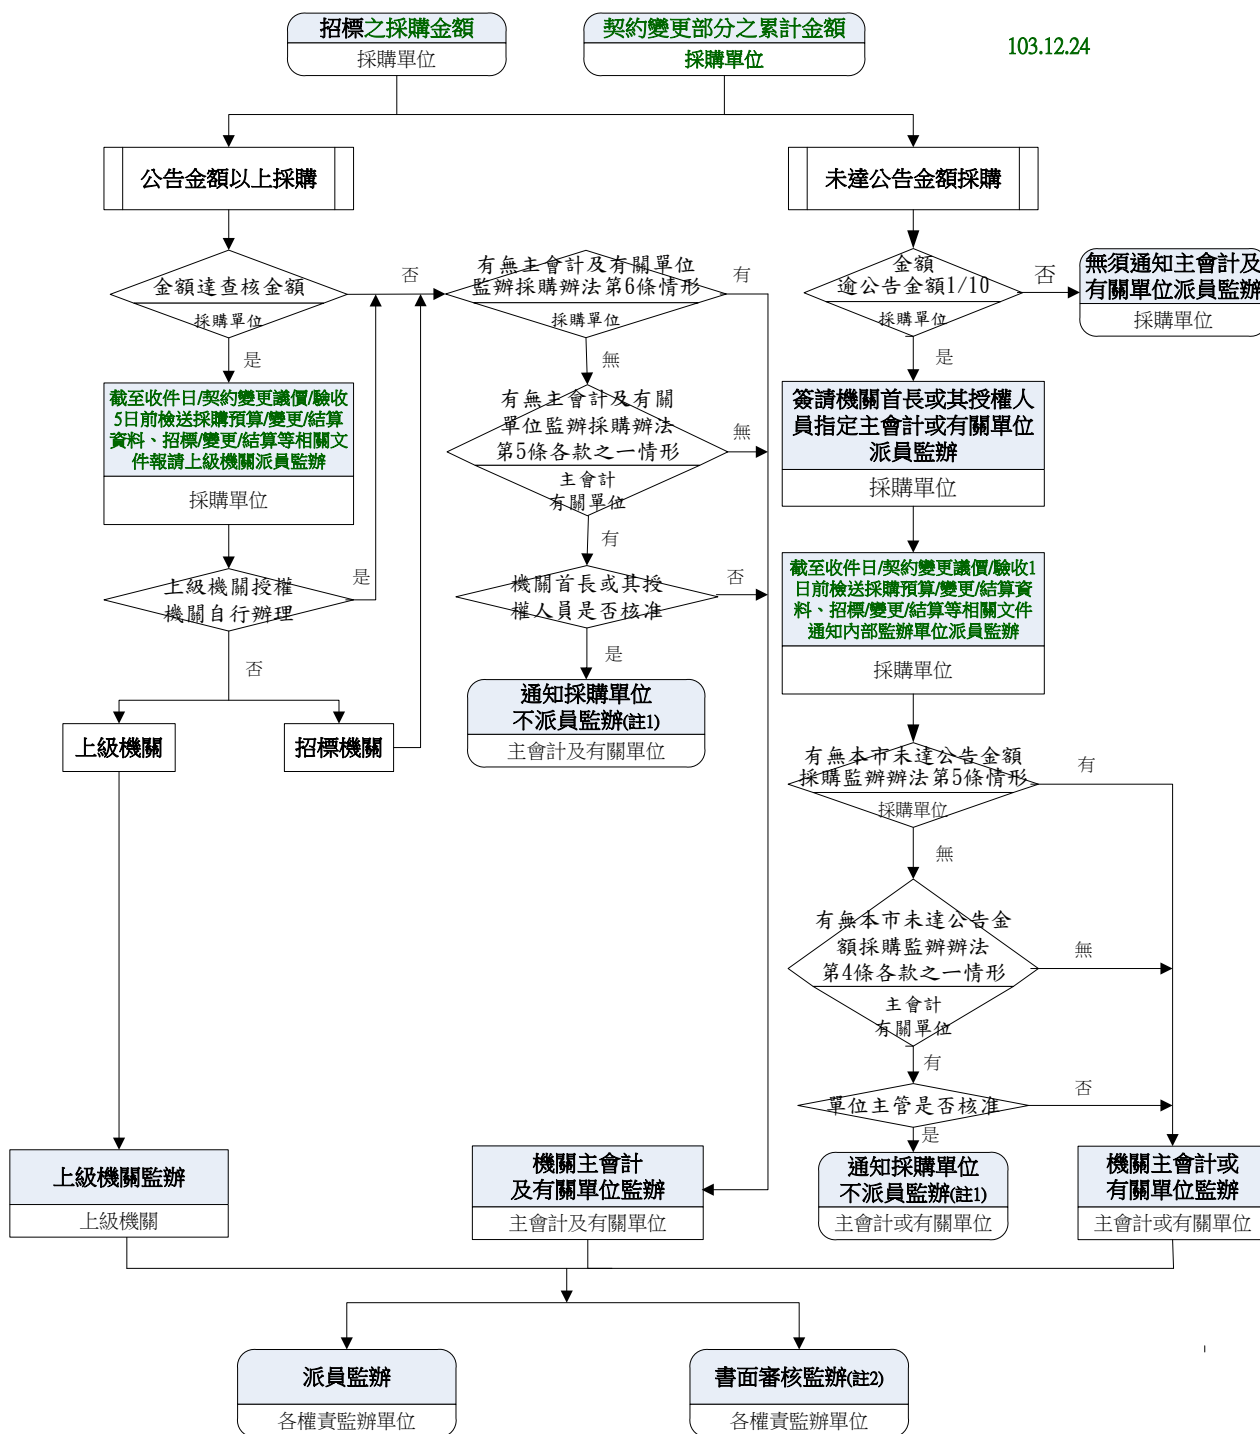 招標之採購金額
採購單位
契約變更部分之累計金額
採購單位
103.12.24
公告金額以上採購
未達公告金額採購
金額達查核金額
採購單位
否
是
有無主會計及有關單位
監辦採購辦法第6條情形
採購單位
有
無
金額
逾公告金額1/10
採購單位
否
是
無須通知主會計及
有關單位派員監辦
採購單位
截至收件日/契約變更議價/驗收
5日前檢送採購預算/變更/結算
資料、招標/變更/結算等相關文
件報請上級機關派員監辦
採購單位
有無主會計及有關
單位監辦採購辦法
第5條各款之一情形
主會計
有關單位
無
有
簽請機關首長或其授權人
員指定主會計或有關單位
派員監辦
採購單位
上級機關授權
機關自行辦理
是
否
機關首長或其授
權人員是否核准
否
是
截至收件日/契約變更議價/驗收1
日前檢送採購預算/變更/結算資
料、招標/變更/結算等相關文件
通知內部監辦單位派員監辦
採購單位
上級機關
招標機關
通知採購單位
不派員監辦(註1)
主會計及有關單位
有無本市未達公告金額
採購監辦辦法第5條情形
採購單位
有
無
有無本市未達公告金
額採購監辦辦法
第4條各款之一情形
主會計
有關單位
無
有
單位主管是否核准
否
是
上級機關監辦
上級機關
機關主會計
及有關單位監辦
主會計及有關單位
通知採購單位
不派員監辦(註1)
主會計或有關單位
機關主會計或
有關單位監辦
主會計或有關單位
派員監辦
各權責監辦單位
書面審核監辦(註2)
各權責監辦單位